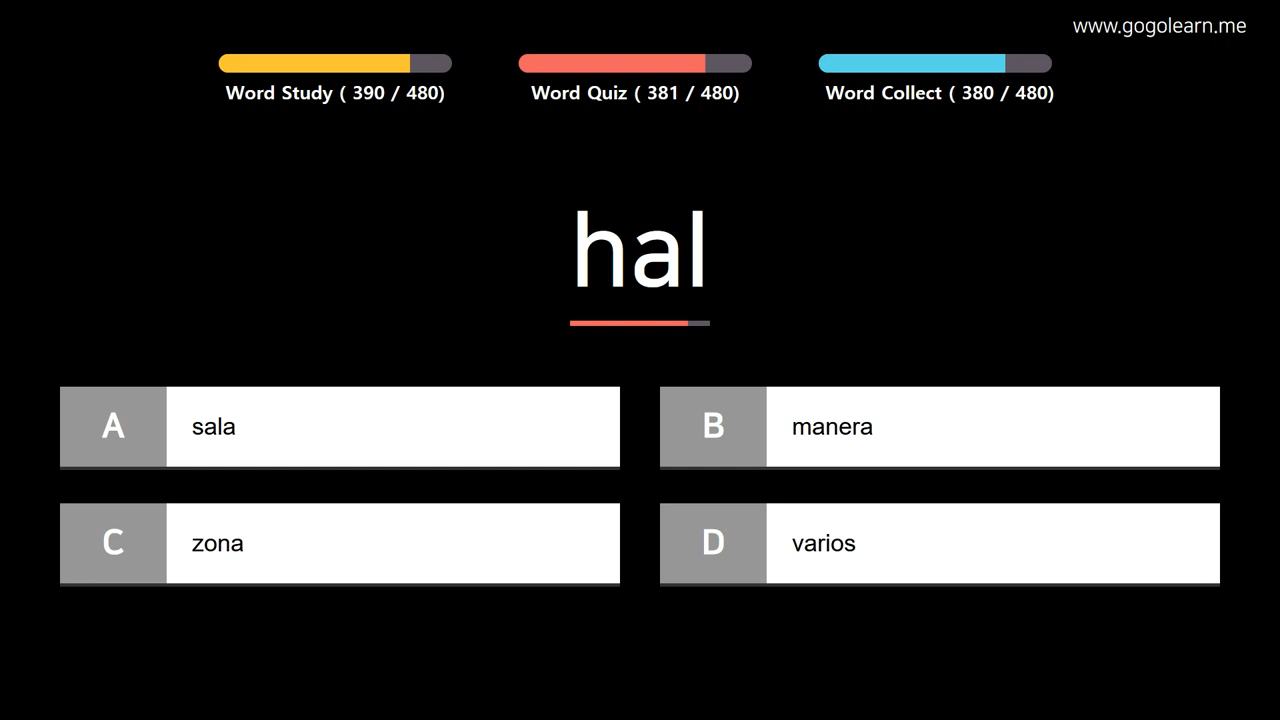 www.gogolearn.me
Word Study ( 390 / 480)
Word Quiz ( 381 / 480)
Word Collect ( 380 / 480)
hal
A
sala
B
manera
C
zona
D
varios